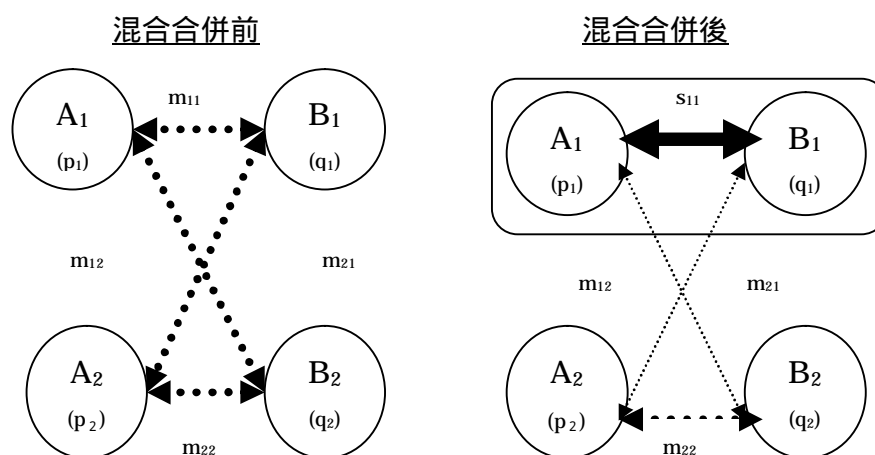 混合合併前
混合合併後
m₁₁
A₁
(p₁)
B₁
(q₁)
m₁₂
m₂₁
A₂
(p₂)
B₂
(q₂)
m₂₂
s₁₁
A₁
(p₁)
B₁
(q₁)
m₁₂
m₂₁
A₂
(p₂)
B₂
(q₂)
m₂₂